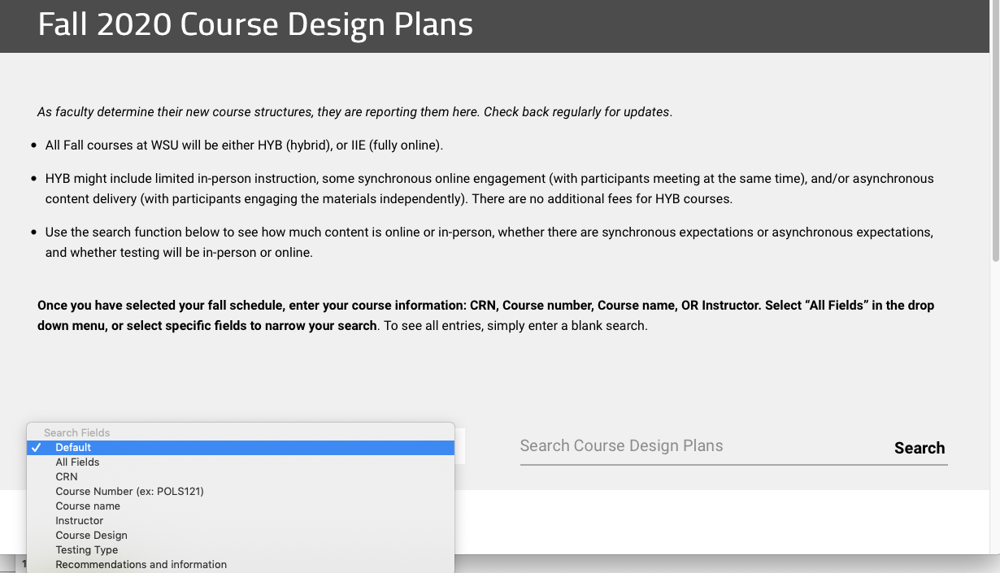 Fall 2020 Course Design Plans
As faculty determine their new course structures, they are reporting them here. Check back regularly for updates.
All Fall courses at WSU will be either HYB (hybrid), or IIE (fully online).
HYB might include limited in-person instruction, some synchronous online engagement (with participants meeting at the same time), and/or asynchronous
content delivery (with participants engaging the materials independently). There are no additional fees for HYB courses.
Use the search function below to see how much content is online or in-person, whether there are synchronous expectations or asynchronous expectations,
and whether testing will be in-person or online.
Once you have selected your fall schedule, enter your course information: CRN, Course number, Course name, OR Instructor. Select “All Fields” in the drop
down menu, or select specific fields to narrow your search. To see all entries, simply enter a blank search.
Search Fields
✓ Default
All Fields
CRN
Course Number (ex: POLS121)
Course name
Instructor
Course Design
Testing Type
Recommendations and information
Search Course Design Plans
Search
1